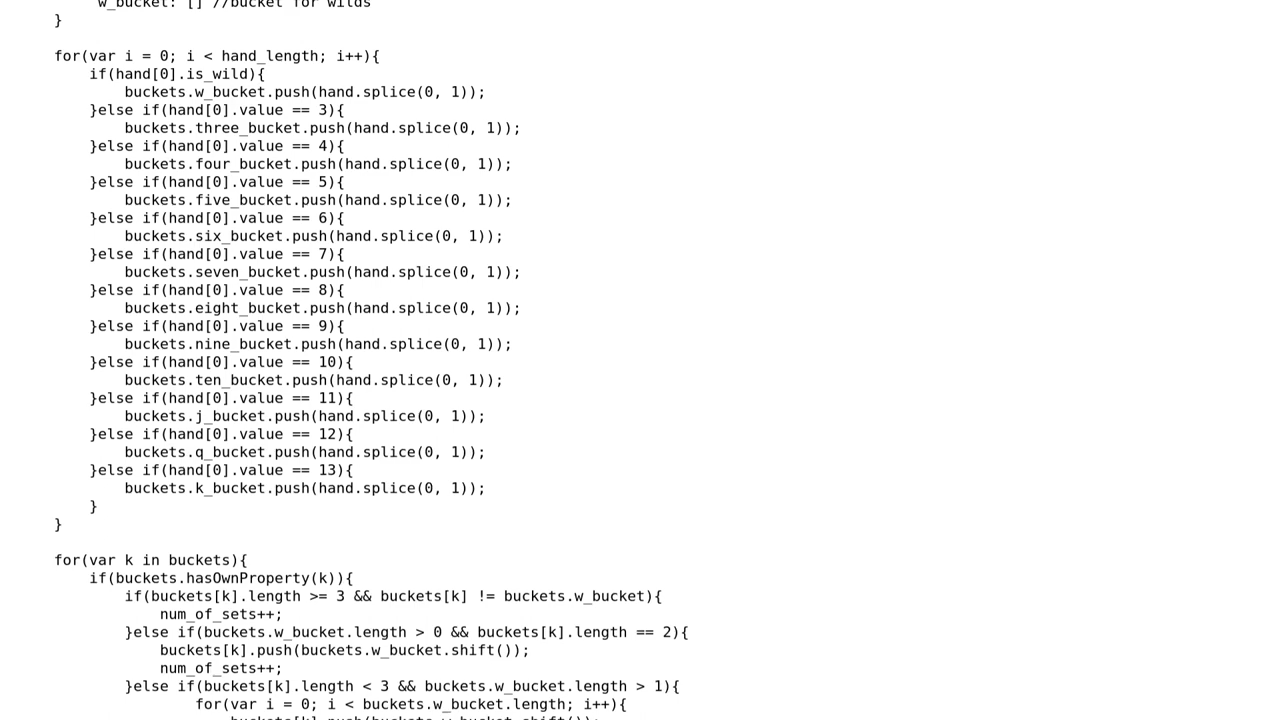 w_bucket: [] //bucket for wilds
}
for(var i = 0; i < hand_length; i++){
if(hand[0].is_wild){
buckets.w_bucket.push(hand.splice(0, 1));
}else if(hand[0].value == 3){
buckets.three_bucket.push(hand.splice(0, 1));
}else if(hand[0].value == 4){
buckets.four_bucket.push(hand.splice(0, 1));
}else if(hand[0].value == 5){
buckets.five_bucket.push(hand.splice(0, 1));
}else if(hand[0].value == 6){
buckets.six_bucket.push(hand.splice(0, 1));
}else if(hand[0].value == 7){
buckets.seven_bucket.push(hand.splice(0, 1));
}else if(hand[0].value == 8){
buckets.eight_bucket.push(hand.splice(0, 1));
}else if(hand[0].value == 9){
buckets.nine_bucket.push(hand.splice(0, 1));
}else if(hand[0].value == 10){
buckets.ten_bucket.push(hand.splice(0, 1));
}else if(hand[0].value == 11){
buckets.j_bucket.push(hand.splice(0, 1));
}else if(hand[0].value == 12){
buckets.q_bucket.push(hand.splice(0, 1));
}else if(hand[0].value == 13){
buckets.k_bucket.push(hand.splice(0, 1));
}
}
for(var k in buckets){
if(buckets.hasOwnProperty(k)){
if(buckets[k].length >= 3 && buckets[k] != buckets.w_bucket){
num_of_sets++;
}else if(buckets.w_bucket.length > 0 && buckets[k].length == 2){
buckets[k].push(buckets.w_bucket.shift());
num_of_sets++;
}else if(buckets[k].length < 3 && buckets.w_bucket.length > 1){
for(var i = 0; i < buckets.w_bucket.length; i++){
buckets[k].push(buckets.w_bucket.shift());